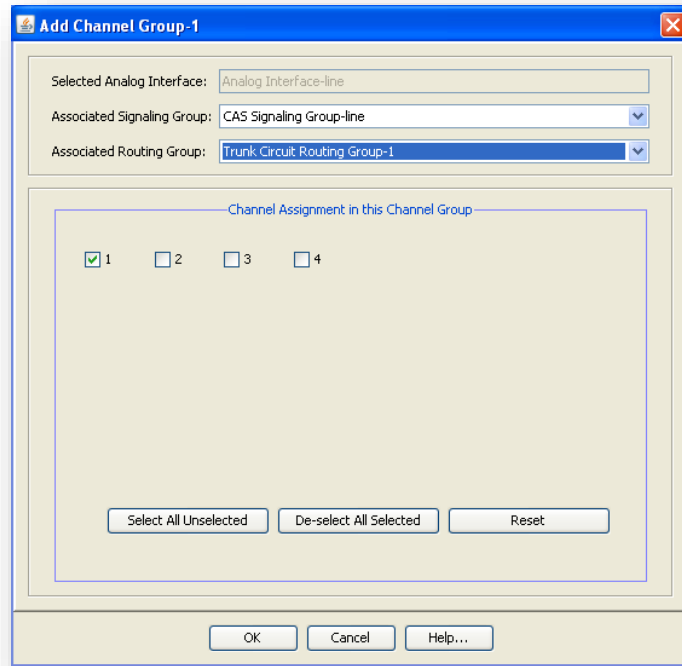 Add Channel Group-1
Selected Analog Interface: Analog Interface-line
Associated Signaling Group: CAS Signaling Group-line
Associated Routing Group: Trunk Circuit Routing Group-1
Channel Assignment in this Channel Group
1 2 3 4
Select All Unselected De-select All Selected Reset
OK Cancel Help...